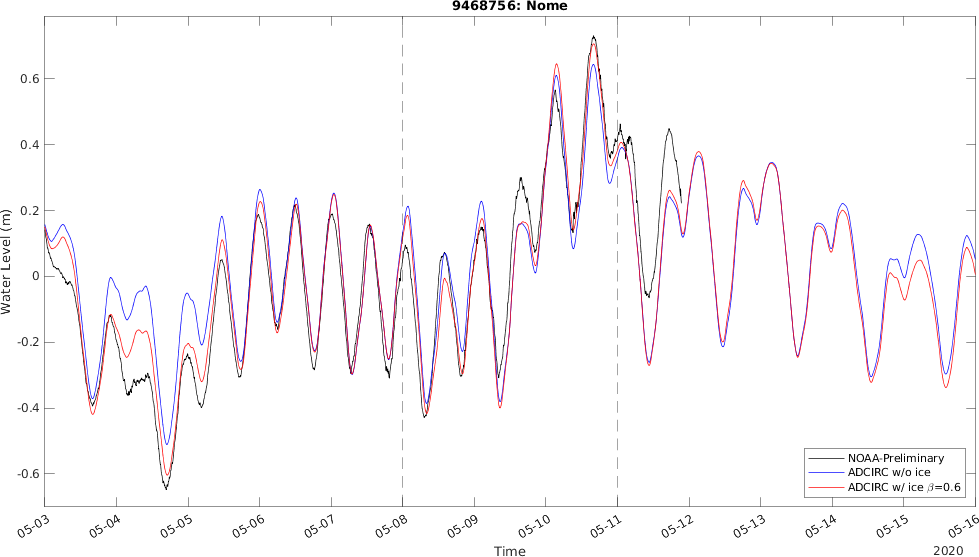 9468756: Nome
Water Level (m)
0.6
0.4
0.2
0
-0.2
-0.4
-0.6
NOAA-Preliminary
ADCIRC w/o ice
ADCIRC w/ ice β=0.6
05-03 05-04 05-05 05-06 05-07 05-08 05-09 05-10 05-11 05-12 05-13 05-14 05-15 05-16
Time
2020